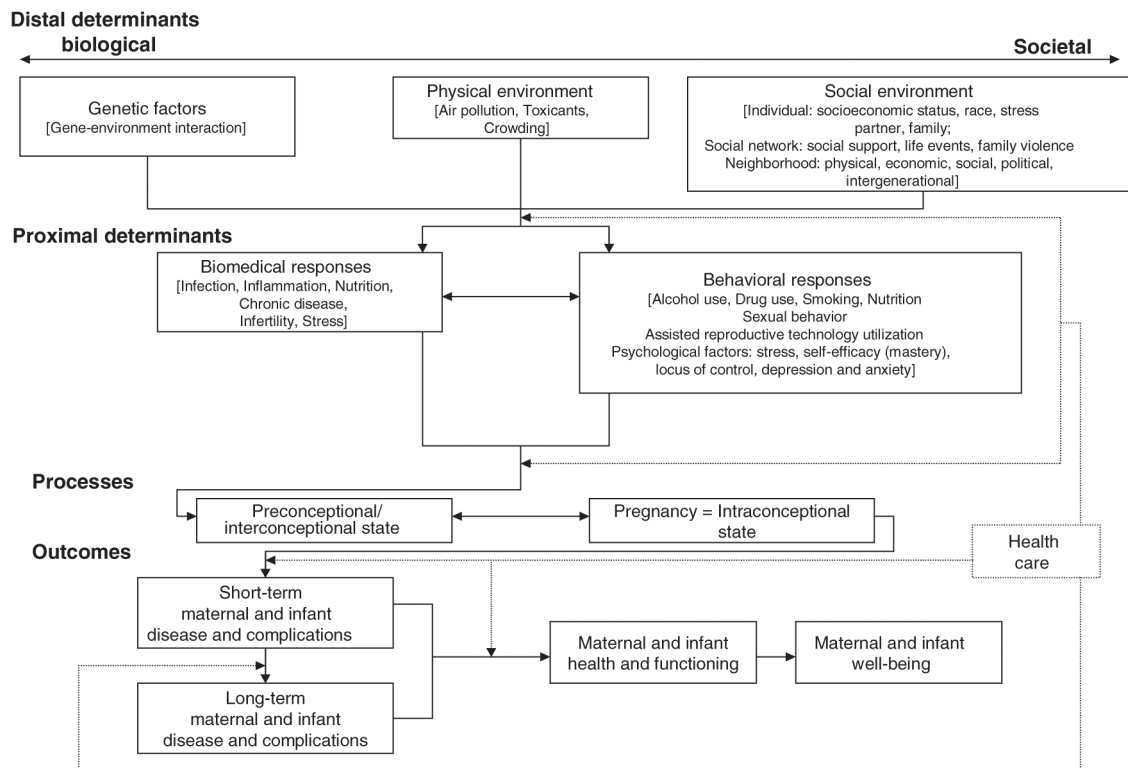 Distal determinants
biological
Societal
Genetic factors
[Gene-environment interaction]
Physical environment
[Air pollution, Toxicants,
Crowding]
Social environment
[Individual: socioeconomic status, race, stress
partner, family;
Social network: social support, life events, family violence
Neighborhood: physical, economic, social, political,
intergenerational]
Proximal determinants
Biomedical responses
[Infection, Inflammation, Nutrition,
Chronic disease,
Infertility, Stress]
Behavioral responses
[Alcohol use, Drug use, Smoking, Nutrition
Sexual behavior
Assisted reproductive technology utilization
Psychological factors: stress, self-efficacy (mastery),
locus of control, depression and anxiety]
Processes
Preconceptional/
interconceptional state
Pregnancy = Intraconceptional
state
Outcomes
Health
care
Short-term
maternal and infant
disease and complications
Maternal and infant
health and functioning
Maternal and infant
well-being
Long-term
maternal and infant
disease and complications